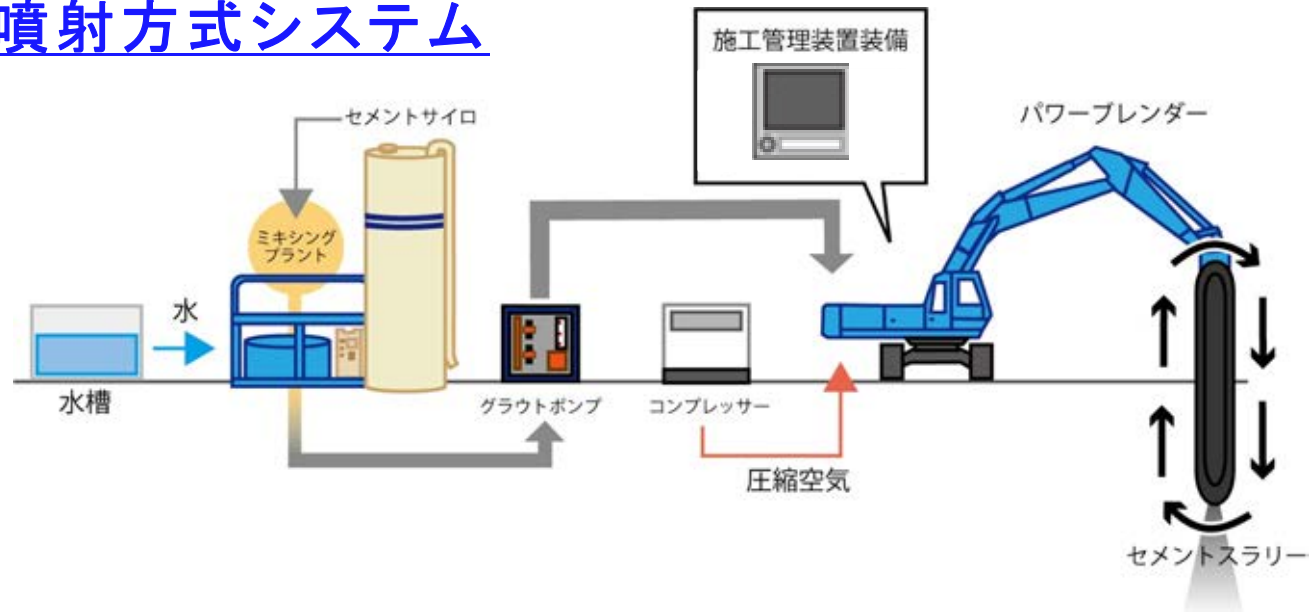 噴射方式システム
施工管理装置装備
セメントサイロ
パワーブレンダー
ミキシング
プラント
水
水槽
グラウトポンプ
コンプレッサー
圧縮空気
セメントスラリー